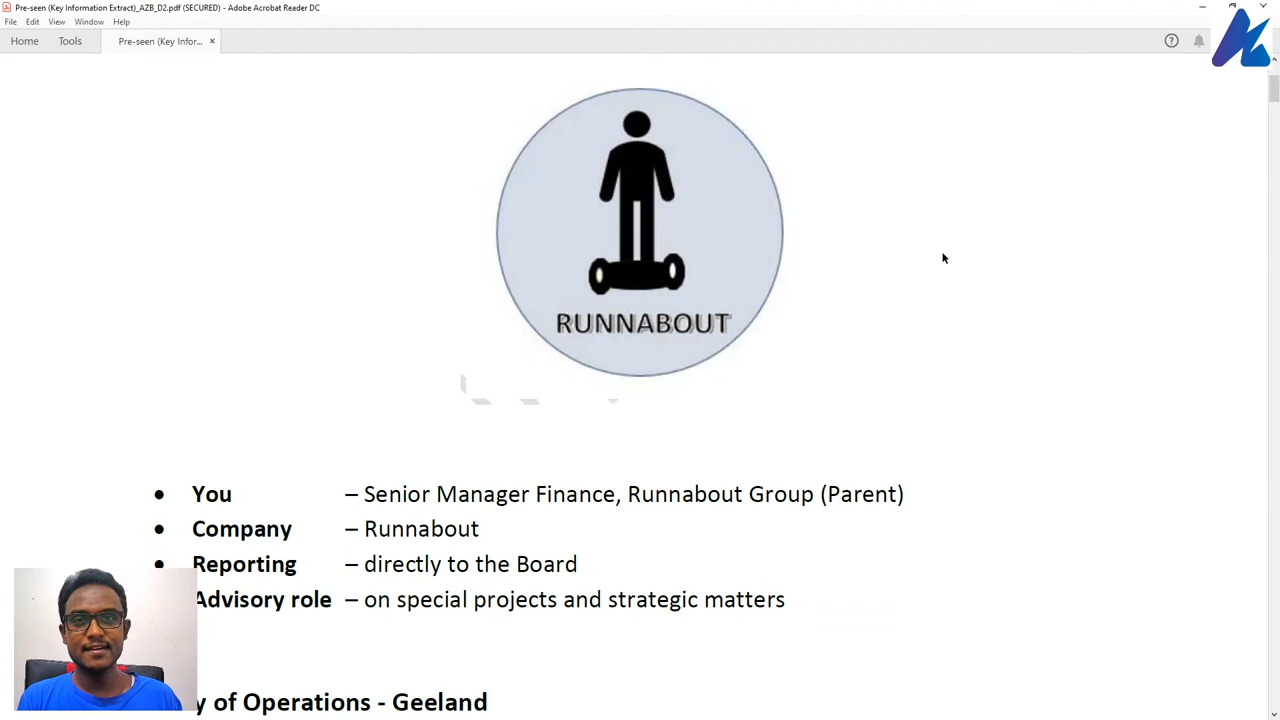 Pre-seen (Key Information Extract)_AZB_D2.pdf (SECURED) - Adobe Acrobat Reader DC
File Edit View Window Help
Home Tools Pre-seen (Key Infor... ×
RUNNABOUT
• You – Senior Manager Finance, Runnabout Group (Parent)
• Company – Runnabout
• Reporting – directly to the Board
Advisory role – on special projects and strategic matters
y of Operations - Geeland